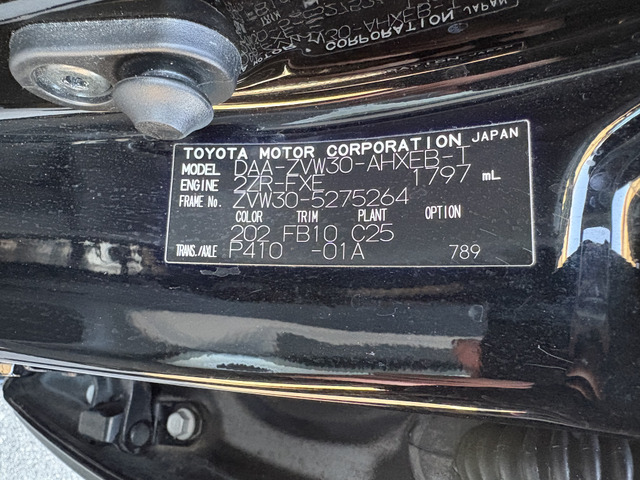 TOYOTA MOTOR CORPORATION JAPAN
MODEL DAA-ZVW30-AHXEB-T
ENGINE 2ZR-FXE 1797 mL
FRAME No. ZVW30-5275264
COLOR TRIM PLANT OPTION
202 FB10 C25
TRANS./AXLE P410 -01A 789